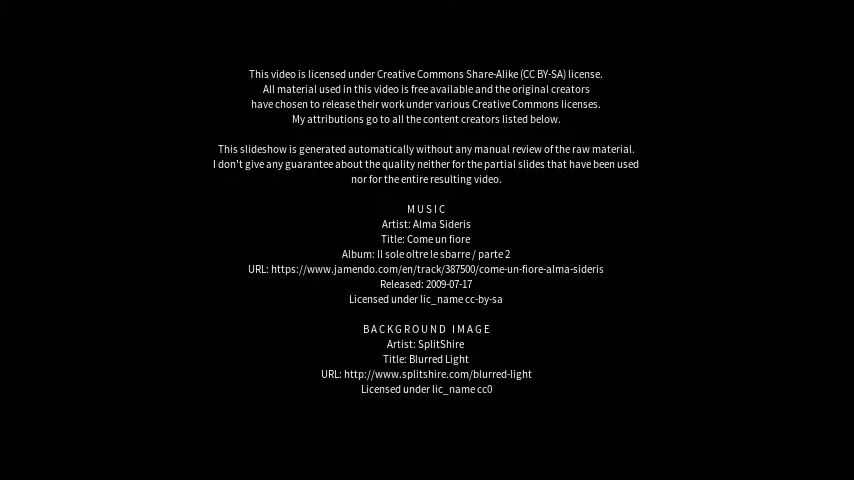 This video is licensed under Creative Commons Share-Alike (CC BY-SA) license.
All material used in this video is free available and the original creators
have chosen to release their work under various Creative Commons licenses.
My attributions go to all the content creators listed below.
This slideshow is generated automatically without any manual review of the raw material.
I don't give any guarantee about the quality neither for the partial slides that have been used
nor for the entire resulting video.
MUSIC
Artist: Alma Sideris
Title: Come un fiore
Album: Il sole oltre le sbarre / parte 2
URL: https://www.jamendo.com/en/track/387500/come-un-fiore-alma-sideris
Released: 2009-07-17
Licensed under lic_name cc-by-sa
BACKGROUND IMAGE
Artist: SplitShire
Title: Blurred Light
URL: http://www.splitshire.com/blurred-light
Licensed under lic_name cc0